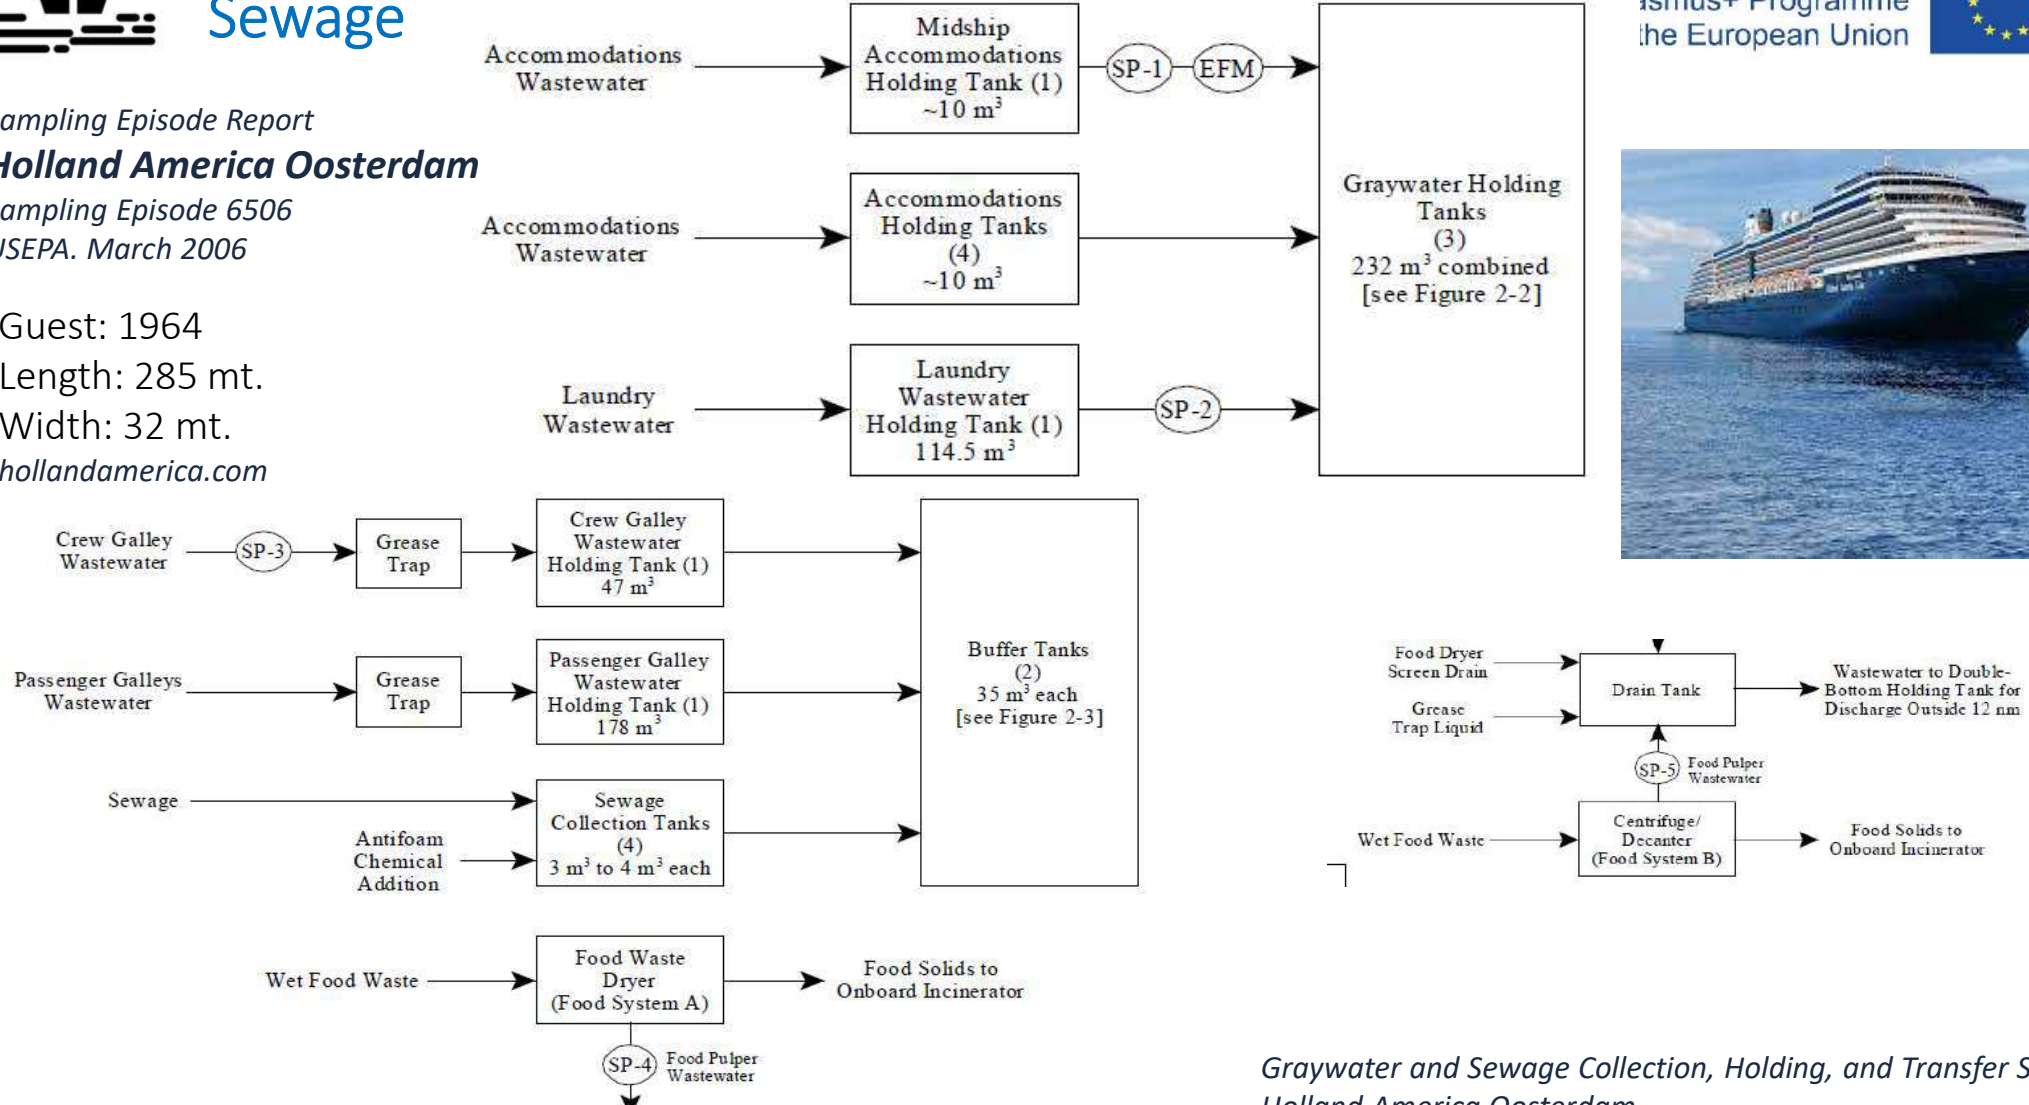 Sewage
the European Union
Holland America Oosterdam
USEPA. March 2006
Guest: 1964
Length: 285 mt.
Width: 32 mt.
hollandamerica.com
Accommodations
Wastewater
Midship
Accommodations
Holding Tank (1)
~10 m³
SP-1
EFM
Accommodations
Wastewater
Accommodations
Holding Tanks
(4)
~10 m³
Laundry
Wastewater
Laundry
Wastewater
Holding Tank (1)
114.5 m³
SP-2
Graywater Holding
Tanks
(3)
232 m³ combined
[see Figure 2-2]
Crew Galley
Wastewater
SP-3
Grease
Trap
Crew Galley
Wastewater
Holding Tank (1)
47 m³
Passenger Galleys
Wastewater
Grease
Trap
Passenger Galley
Wastewater
Holding Tank (1)
178 m³
Sewage
Antifoam
Chemical
Addition
Sewage
Collection Tanks
(4)
3 m³ to 4 m³ each
Buffer Tanks
(2)
35 m³ each
[see Figure 2-3]
Wet Food Waste
Food Waste
Dryer
(Food System A)
Food Solids to
Onboard Incinerator
SP-4
Food Pulper
Wastewater
Food Dryer
Screen Drain
Grease
Trap Liquid
Drain Tank
Wastewater to Double-
Bottom Holding Tank for
Discharge Outside 12 nm
SP-5
Food Pulper
Wastewater
Wet Food Waste
Centrifuge/
Decanter
(Food System B)
Food Solids to
Onboard Incinerator
ampling Episode Report
ampling Episode 6506
asmus+ Programme
Graywater and Sewage Collection, Holding, and Transfer S
Holland America Oosterdam